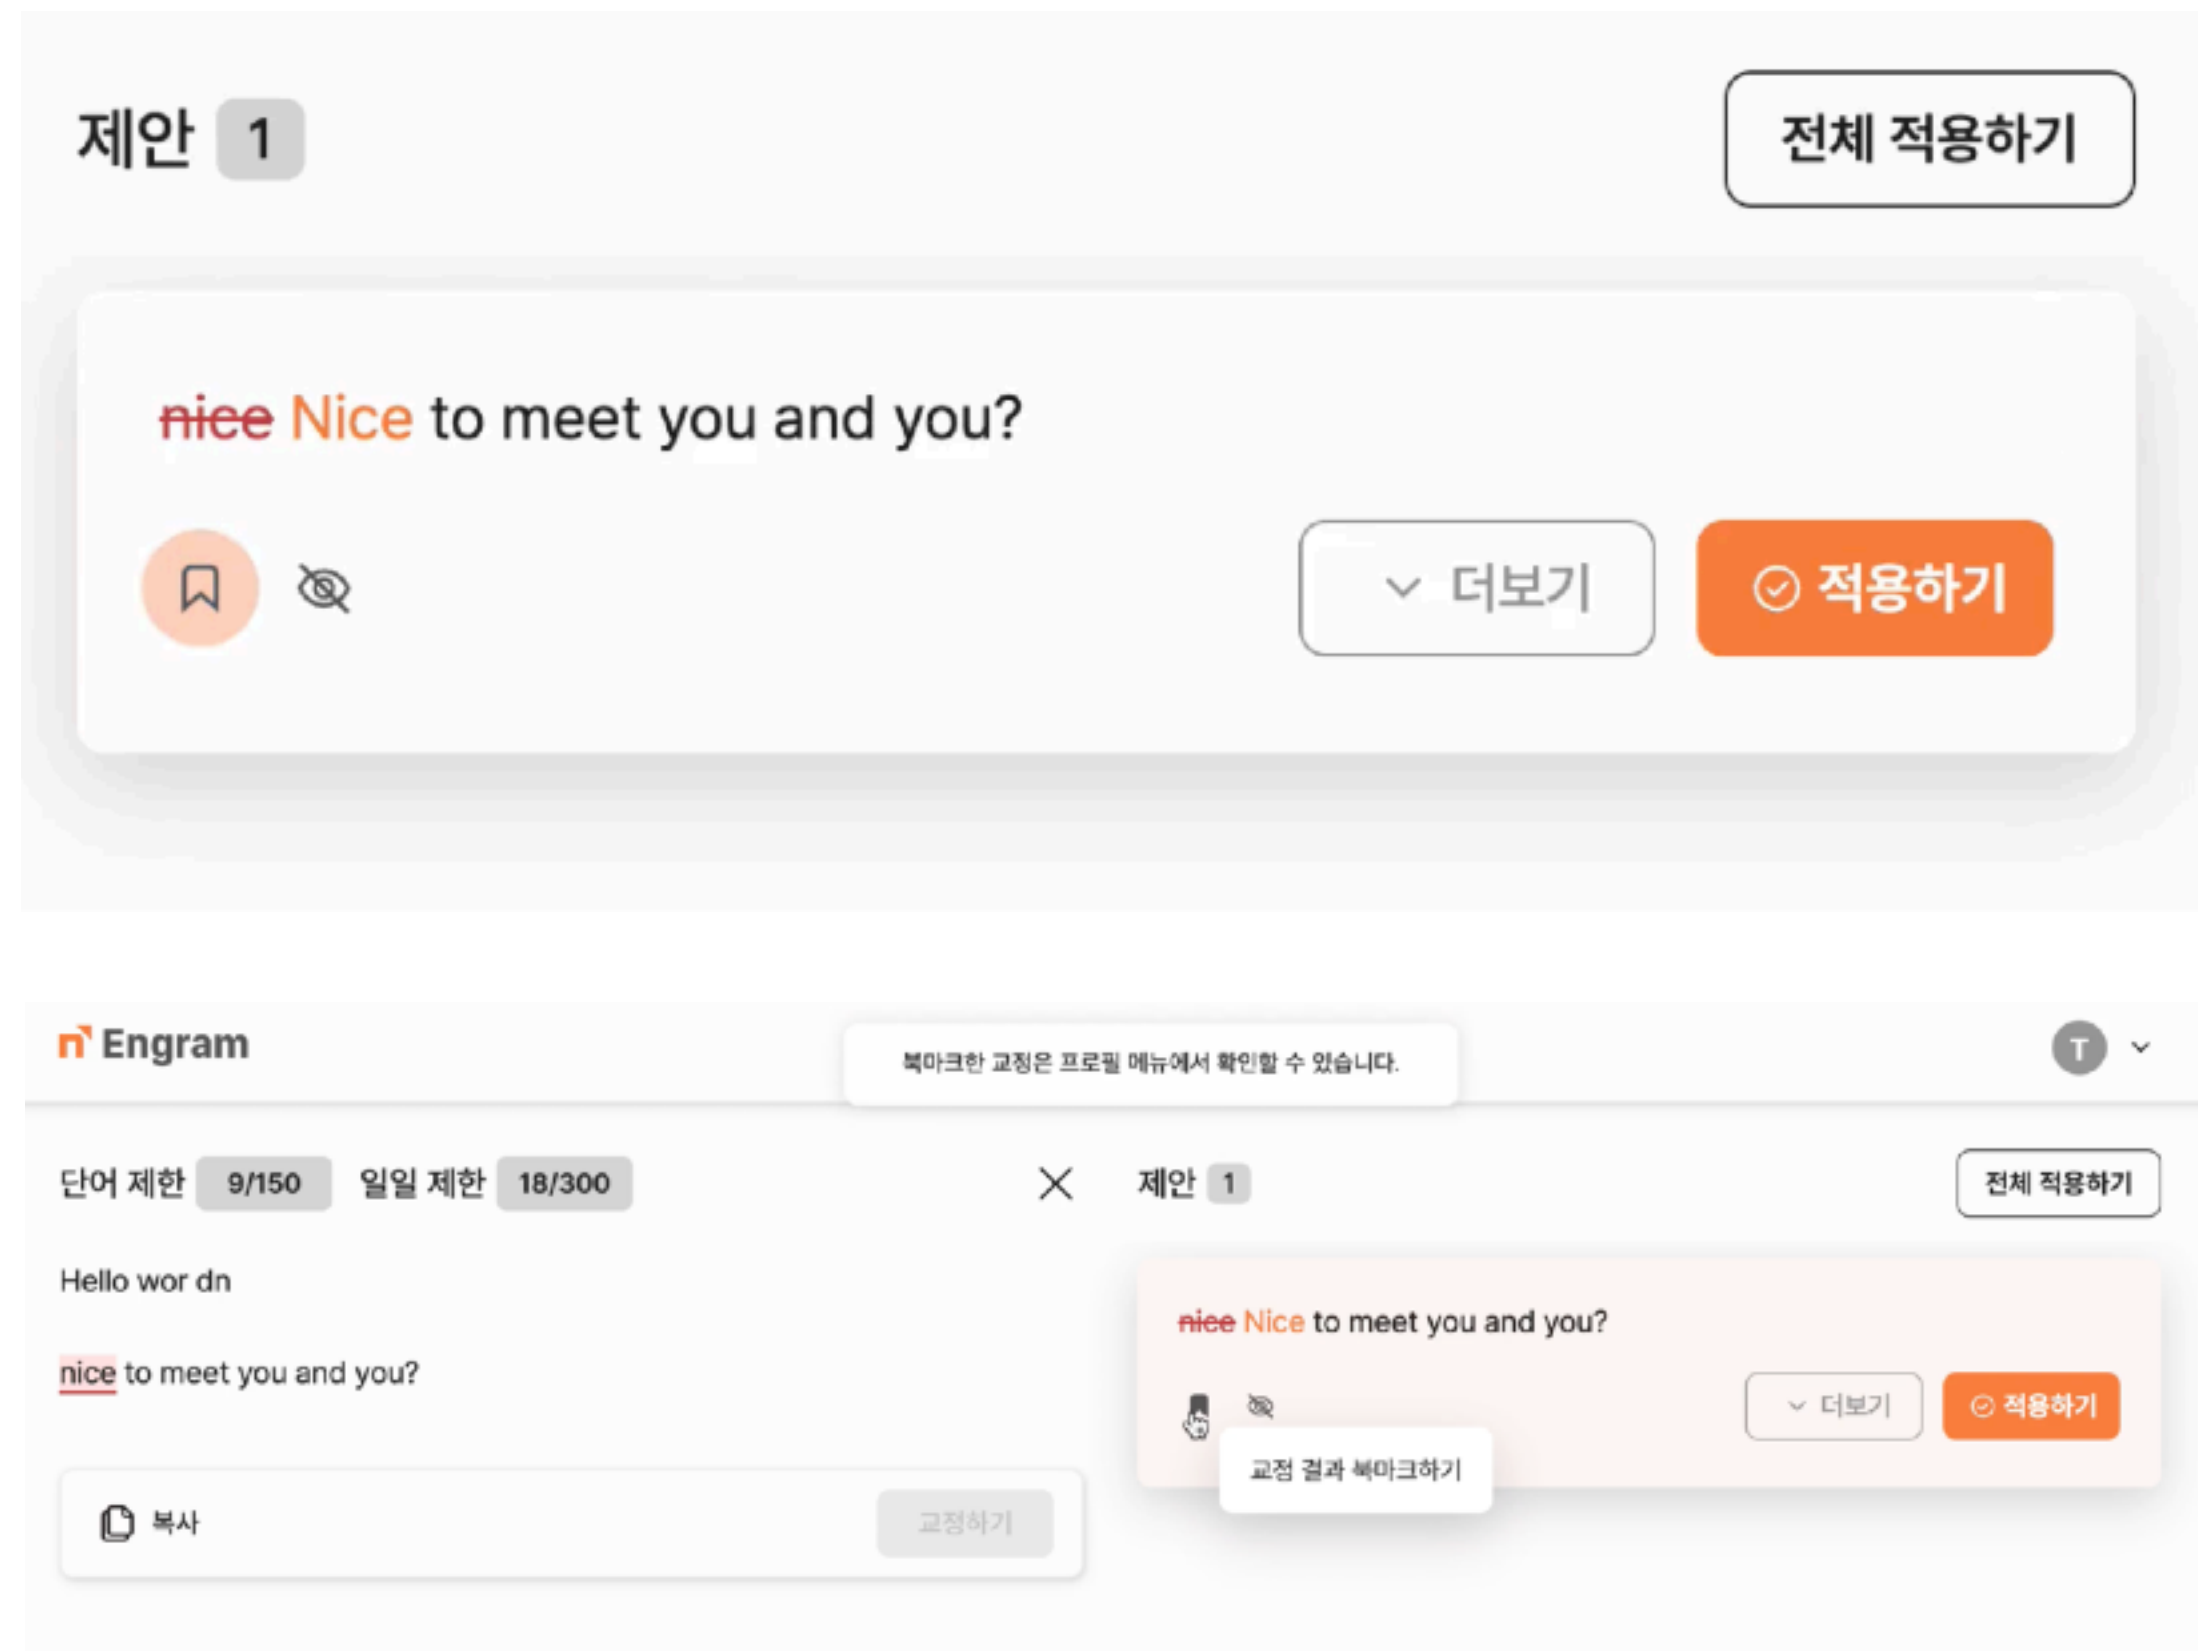 제안 1
전체 적용하기
nice Nice to meet you and you?
더보기
적용하기
Engram
북마크한 교정은 프로필 메뉴에서 확인할 수 있습니다.
T
단어 제한 9/150 일일 제한 18/300
제안 1
전체 적용하기
Hello wor dn
nice to meet you and you?
nice Nice to meet you and you?
더보기
적용하기
교정 결과 북마크하기
복사
교정하기